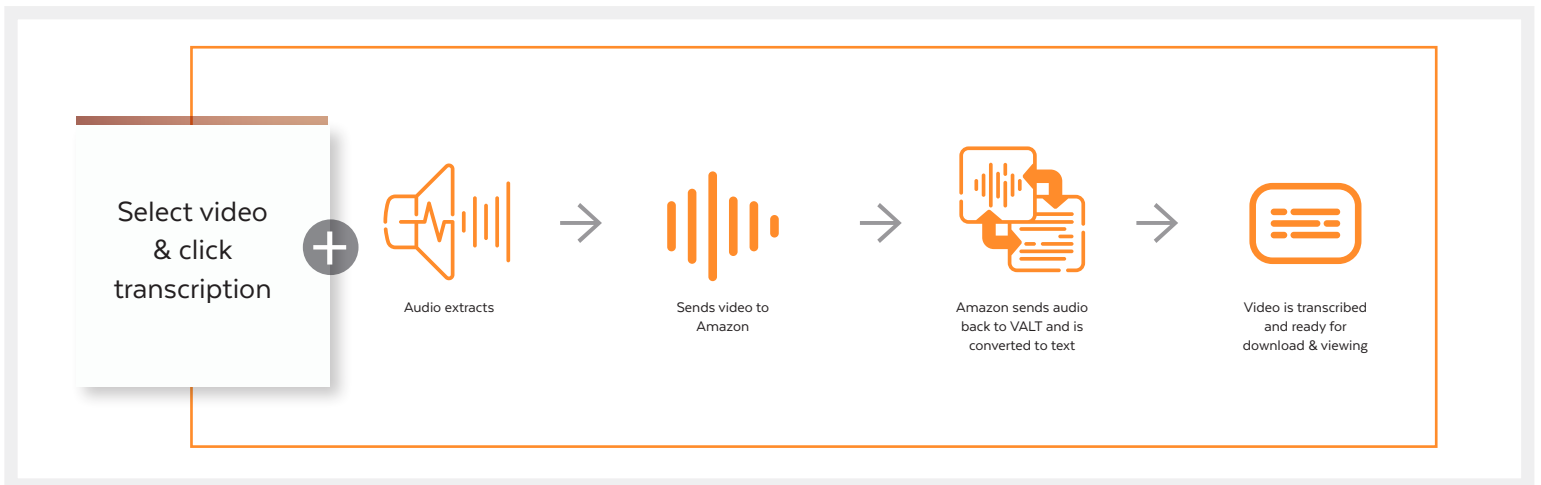 Select video
& click
transcription
Audio extracts
Sends video to
Amazon
Amazon sends audio
back to VALT and is
converted to text
Video is transcribed
and ready for
download & viewing